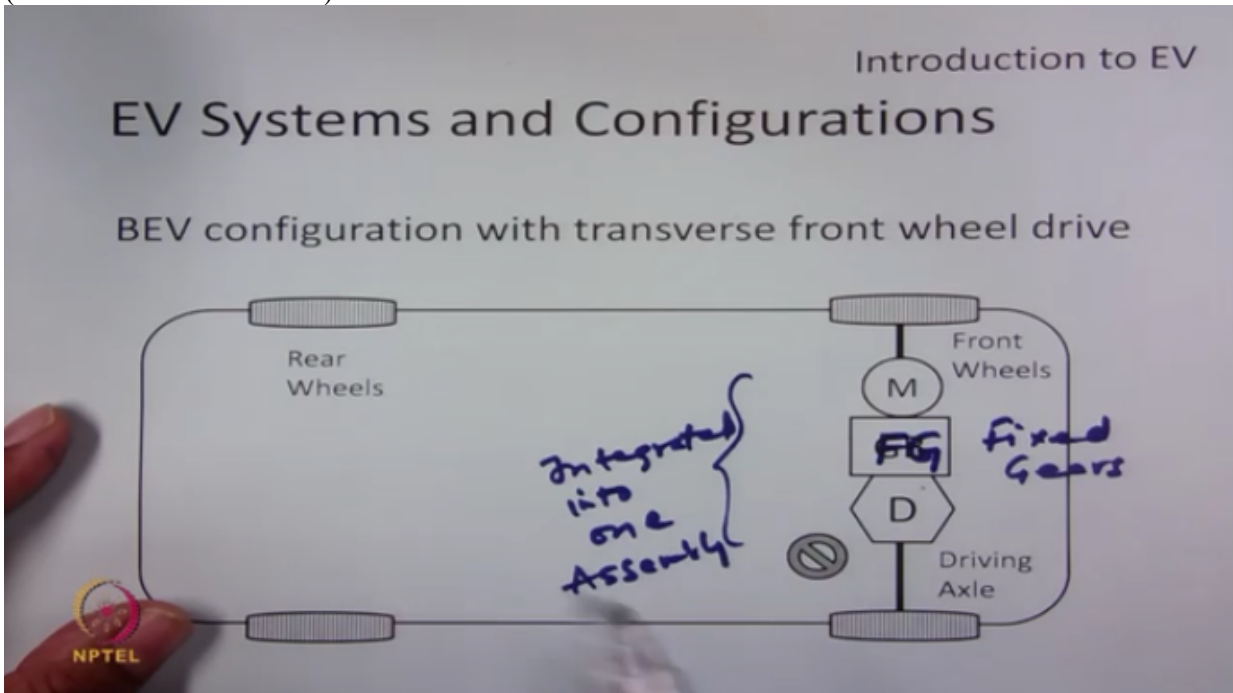 Introduction to EV
EV Systems and Configurations
BEV configuration with transverse front wheel drive
Rear
Wheels
Front
Wheels
M
FG
Fixed
Gears
Integrated
into
one
Assembly
D
Driving
Axle
NPTEL